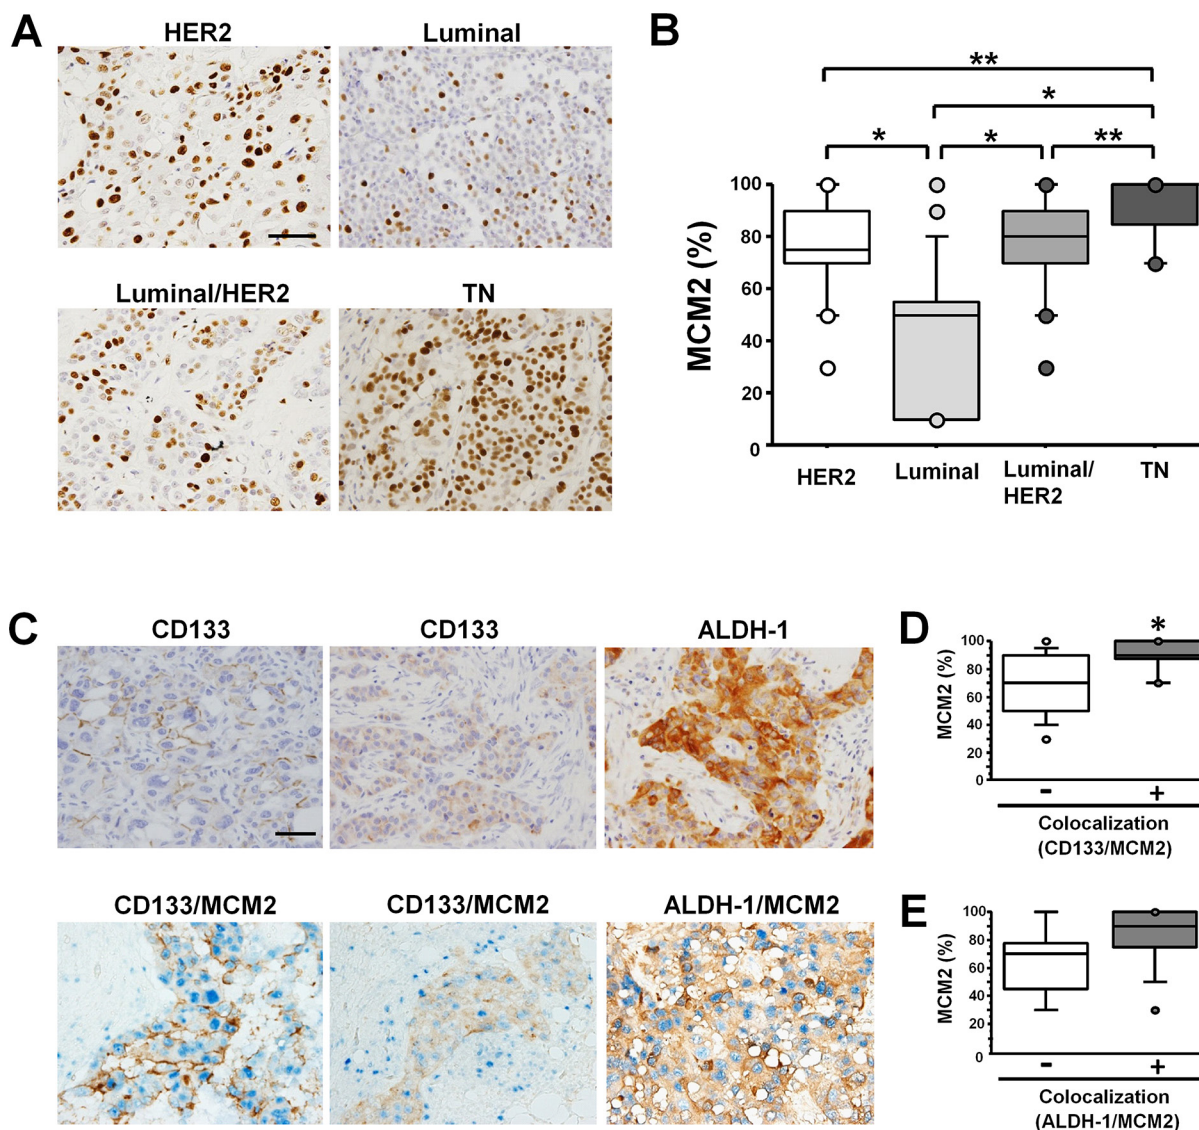 A
HER2
Luminal
Luminal/HER2
TN
B
**
*
*
*
**
MCM2 (%)
100
80
60
40
20
0
HER2
Luminal
Luminal/
HER2
TN
C
CD133
CD133
ALDH-1
CD133/MCM2
CD133/MCM2
ALDH-1/MCM2
D
*
MCM2 (%)
100
80
60
40
20
0
- +
Colocalization
(CD133/MCM2)
E
MCM2 (%)
100
80
60
40
20
0
- +
Colocalization
(ALDH-1/MCM2)